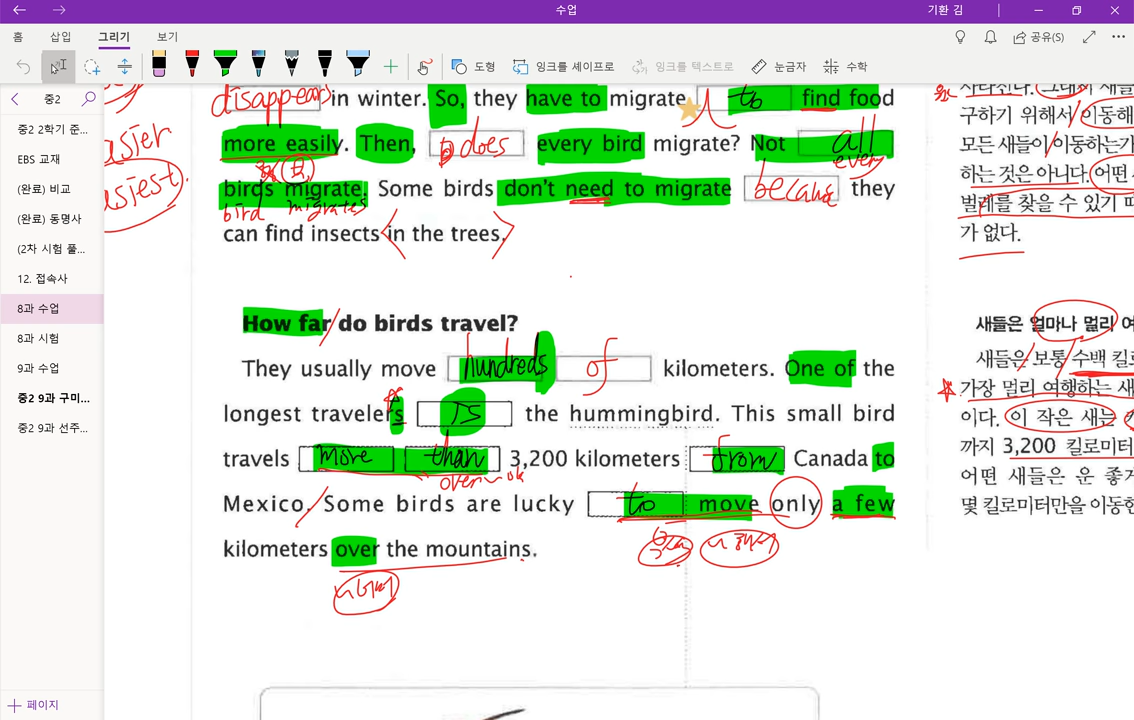 수업
기환 김
홈 삽입 그리기 보기
공유(S)
도형 잉크를 셰이프로 잉크를 텍스트로 눈금자 수학
중2
중2 2학기 준...
EBS 교재
(완료) 비교
(완료) 동명사
(2차 시험 풀...
12. 접속사
8과 수업
8과 시험
9과 수업
중2 9과 구미...
중2 9과 선주...
페이지
asier
asiest.
disappears in winter. So, they have to migrate to find food
more easily. Then, does every bird migrate? Not all
every
birds migrate. Some birds don't need to migrate because they
bird migrates
can find insects in the trees.
How far do birds travel?
They usually move hundreds of kilometers. One of the
longest travelers is the hummingbird. This small bird
travels more than 3,200 kilometers from Canada to
over ok
Mexico. Some birds are lucky to move only a few
kilometers over the mountains.
사라진다. 그래서 새들
구하기 위해서 이동해
모든 새들이 이동하는가
하는 것은 아니다. 어떤
벌레를 찾을 수 있기 때
가 없다.
새들은 얼마나 멀리 여
새들은 보통 수백 킬로
가장 멀리 여행하는 새
이다. 이 작은 새는
까지 3,200 킬로미터
어떤 새들은 운 좋게
몇 킬로미터만을 이동한